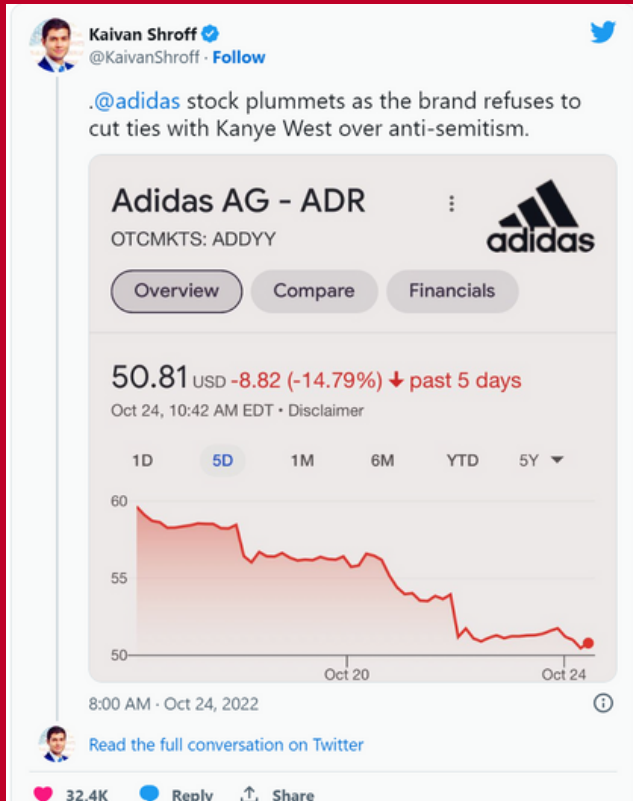 Kaivan Shroff
@KaivanShroff · Follow
.@adidas stock plummets as the brand refuses to
cut ties with Kanye West over anti-semitism.
Adidas AG - ADR
adidas
OTCMKTS: ADDYY
Overview Compare Financials
50.81 USD -8.82 (-14.79%) ↓ past 5 days
Oct 24, 10:42 AM EDT • Disclaimer
1D 5D 1M 6M YTD 5Y
60
55
50
Oct 20 Oct 24
8:00 AM · Oct 24, 2022
Read the full conversation on Twitter
32.4K Reply Share